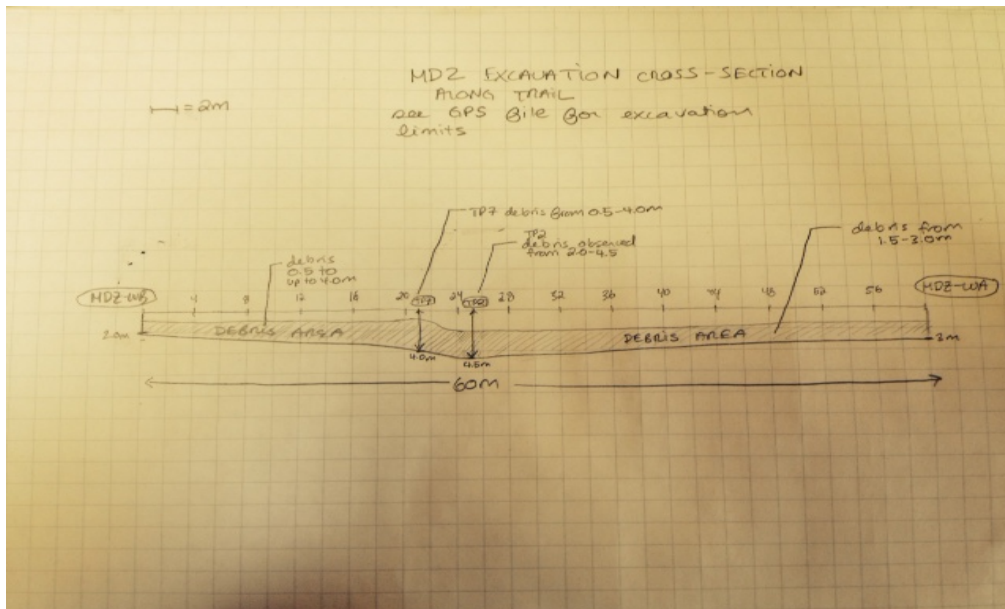 MDZ EXCAVATION CROSS-SECTION
ALONG TRAIL
see GPS file for excavation
limits
= 2m
TP7 debris from 0.5-4.0m
TP2
debris observed
from 2.0-4.5
debris from
1.5-3.0m
debris
0.5 to
up to 4.0m
MDZ-WB 4 8 12 16 20 TP7 24 TP2 28 32 36 40 44 48 52 56 MDZ-WA
2.0m DEBRIS AREA DEBRIS AREA 3m
4.0m 4.5m
60m